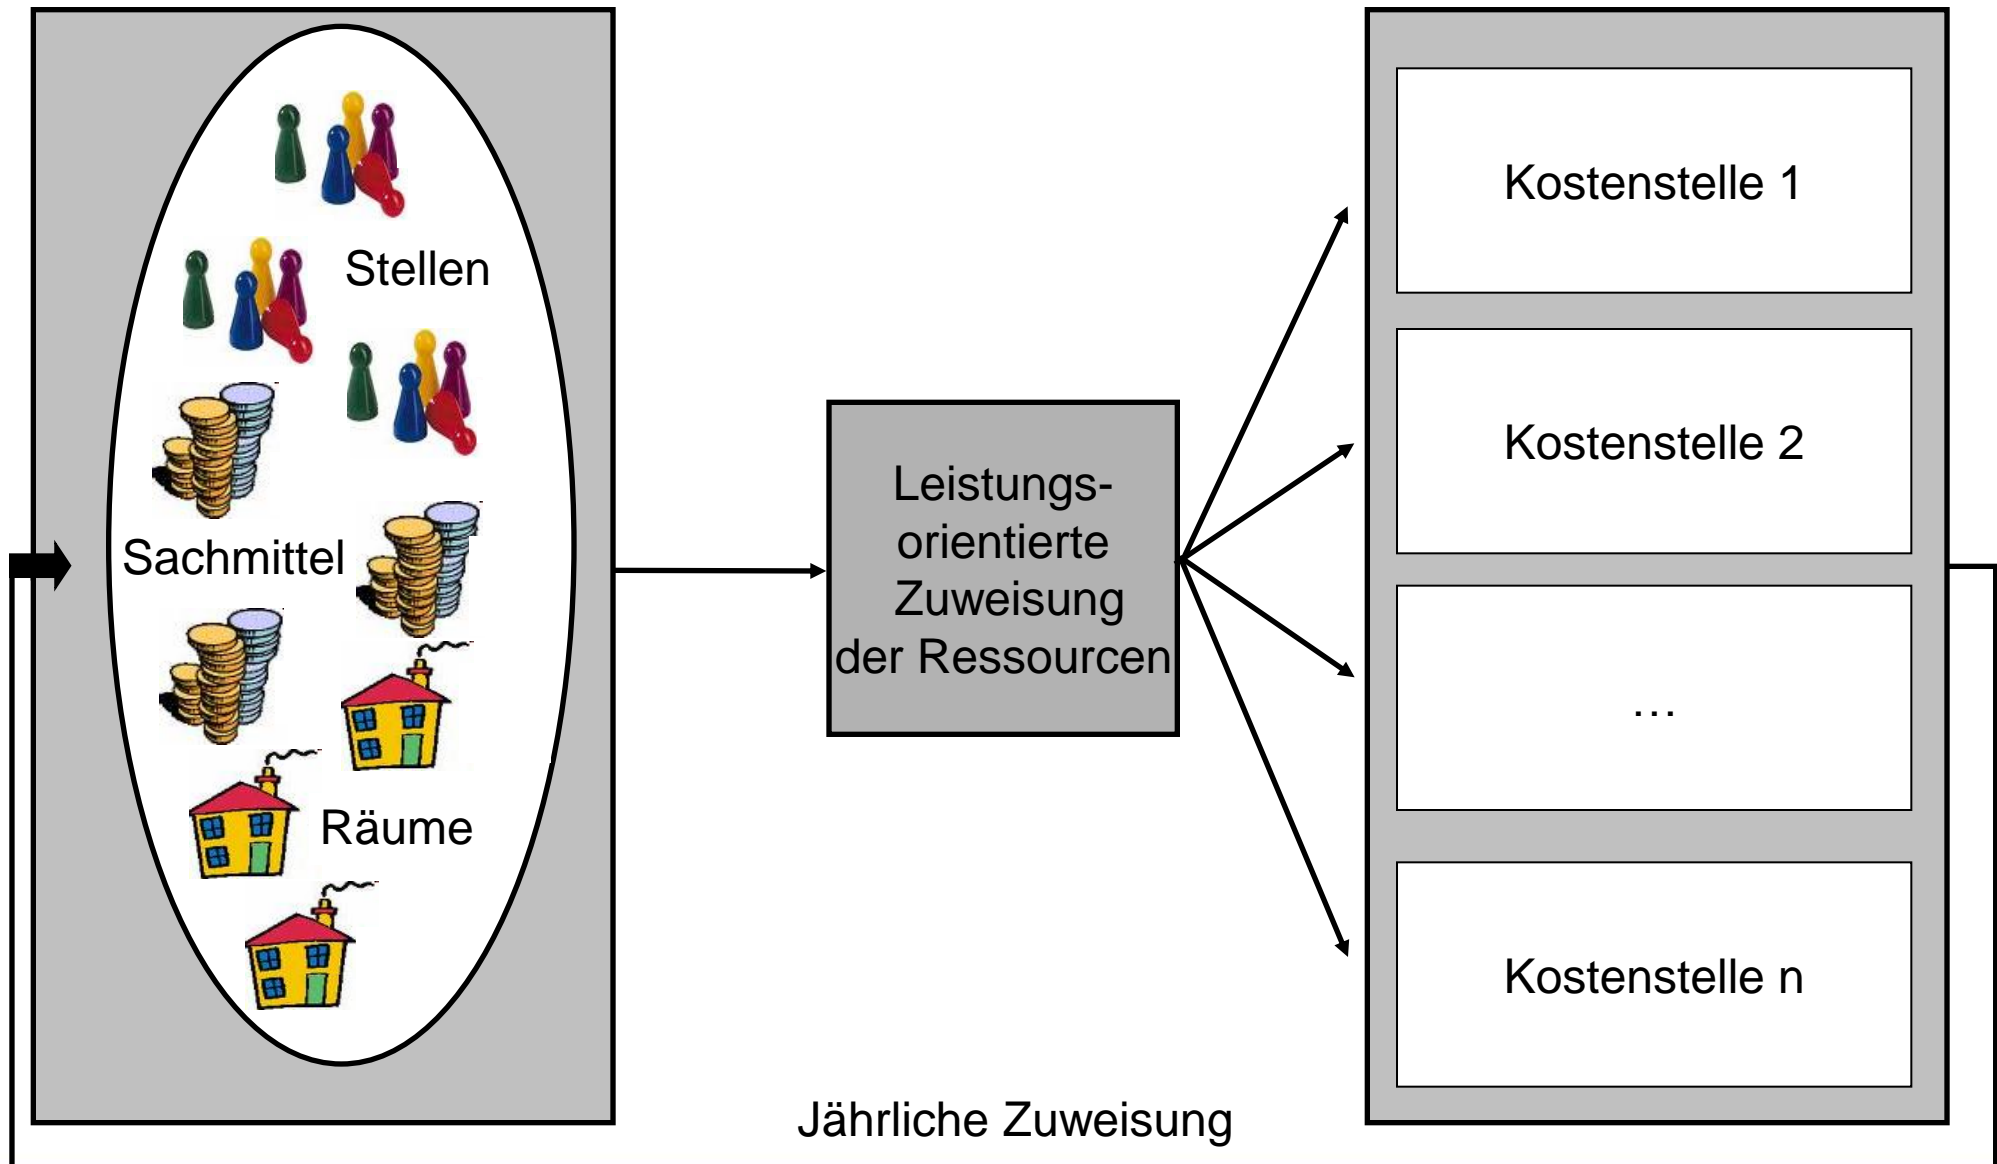 Stellen
Sachmittel
Räume
Leistungs-
orientierte
Zuweisung
der Ressourcen
Kostenstelle 1
Kostenstelle 2
…
Kostenstelle n
Jährliche Zuweisung